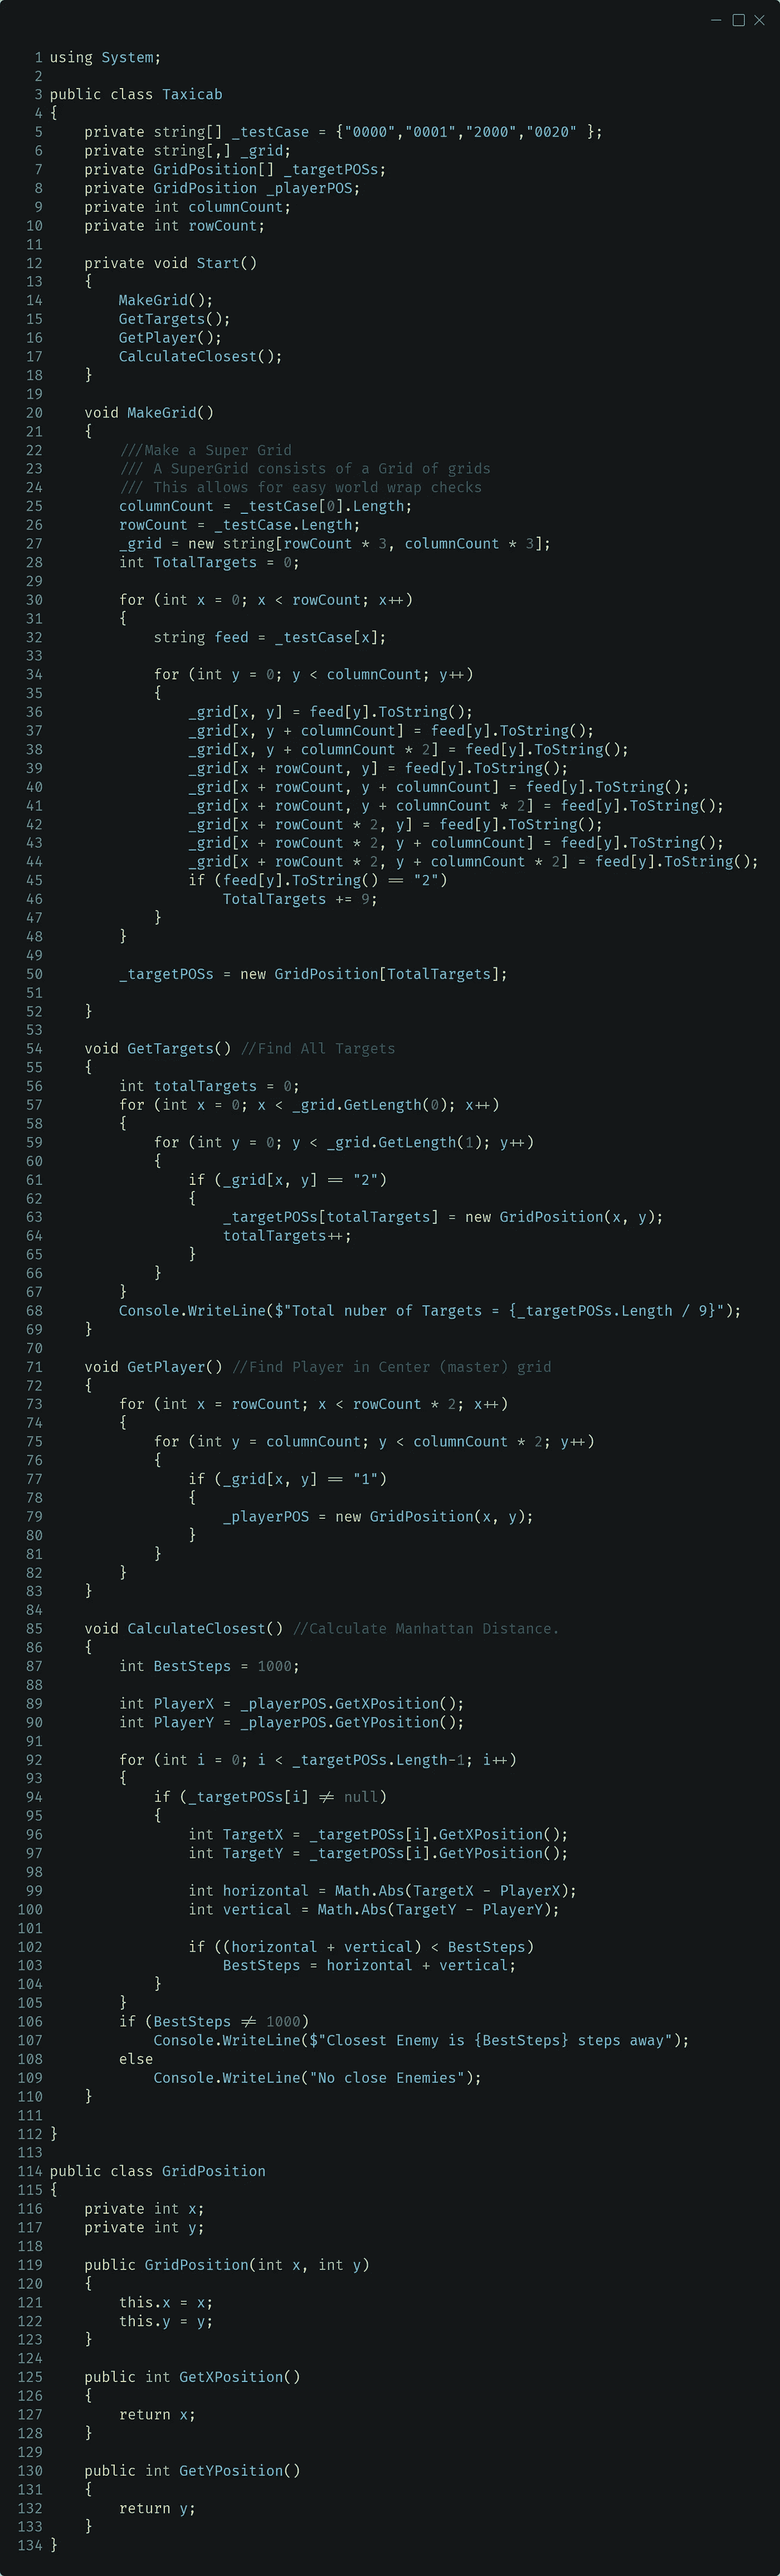 1 using System;
2
3 public class Taxicab
4 {
5     private string[] _testCase = {"0000","0001","2000","0020" };
6     private string[,] _grid;
7     private GridPosition[] _targetPOSs;
8     private GridPosition _playerPOS;
9     private int columnCount;
10     private int rowCount;
11
12     private void Start()
13     {
14         MakeGrid();
15         GetTargets();
16         GetPlayer();
17         CalculateClosest();
18     }
19
20     void MakeGrid()
21     {
22         ///Make a Super Grid
23         /// A SuperGrid consists of a Grid of grids
24         /// This allows for easy world wrap checks
25         columnCount = _testCase[0].Length;
26         rowCount = _testCase.Length;
27         _grid = new string[rowCount * 3, columnCount * 3];
28         int TotalTargets = 0;
29
30         for (int x = 0; x < rowCount; x++)
31         {
32             string feed = _testCase[x];
33
34             for (int y = 0; y < columnCount; y++)
35             {
36                 _grid[x, y] = feed[y].ToString();
37                 _grid[x, y + columnCount] = feed[y].ToString();
38                 _grid[x, y + columnCount * 2] = feed[y].ToString();
39                 _grid[x + rowCount, y] = feed[y].ToString();
40                 _grid[x + rowCount, y + columnCount] = feed[y].ToString();
41                 _grid[x + rowCount, y + columnCount * 2] = feed[y].ToString();
42                 _grid[x + rowCount * 2, y] = feed[y].ToString();
43                 _grid[x + rowCount * 2, y + columnCount] = feed[y].ToString();
44                 _grid[x + rowCount * 2, y + columnCount * 2] = feed[y].ToString();
45                 if (feed[y].ToString() == "2")
46                     TotalTargets += 9;
47             }
48         }
49
50         _targetPOSs = new GridPosition[TotalTargets];
51
52     }
53
54     void GetTargets() //Find All Targets
55     {
56         int totalTargets = 0;
57         for (int x = 0; x < _grid.GetLength(0); x++)
58         {
59             for (int y = 0; y < _grid.GetLength(1); y++)
60             {
61                 if (_grid[x, y] == "2")
62                 {
63                     _targetPOSs[totalTargets] = new GridPosition(x, y);
64                     totalTargets++;
65                 }
66             }
67         }
68         Console.WriteLine($"Total nuber of Targets = {_targetPOSs.Length / 9}");
69     }
70
71     void GetPlayer() //Find Player in Center (master) grid
72     {
73         for (int x = rowCount; x < rowCount * 2; x++)
74         {
75             for (int y = columnCount; y < columnCount * 2; y++)
76             {
77                 if (_grid[x, y] == "1")
78                 {
79                     _playerPOS = new GridPosition(x, y);
80                 }
81             }
82         }
83     }
84
85     void CalculateClosest() //Calculate Manhattan Distance.
86     {
87         int BestSteps = 1000;
88
89         int PlayerX = _playerPOS.GetXPosition();
90         int PlayerY = _playerPOS.GetYPosition();
91
92         for (int i = 0; i < _targetPOSs.Length-1; i++)
93         {
94             if (_targetPOSs[i] != null)
95             {
96                 int TargetX = _targetPOSs[i].GetXPosition();
97                 int TargetY = _targetPOSs[i].GetYPosition();
98
99                 int horizontal = Math.Abs(TargetX - PlayerX);
100                 int vertical = Math.Abs(TargetY - PlayerY);
101
102                 if ((horizontal + vertical) < BestSteps)
103                     BestSteps = horizontal + vertical;
104             }
105         }
106         if (BestSteps != 1000)
107             Console.WriteLine($"Closest Enemy is {BestSteps} steps away");
108         else
109             Console.WriteLine("No close Enemies");
110     }
111
112 }
113
114 public class GridPosition
115 {
116     private int x;
117     private int y;
118
119     public GridPosition(int x, int y)
120     {
121         this.x = x;
122         this.y = y;
123     }
124
125     public int GetXPosition()
126     {
127         return x;
128     }
129
130     public int GetYPosition()
131     {
132         return y;
133     }
134 }